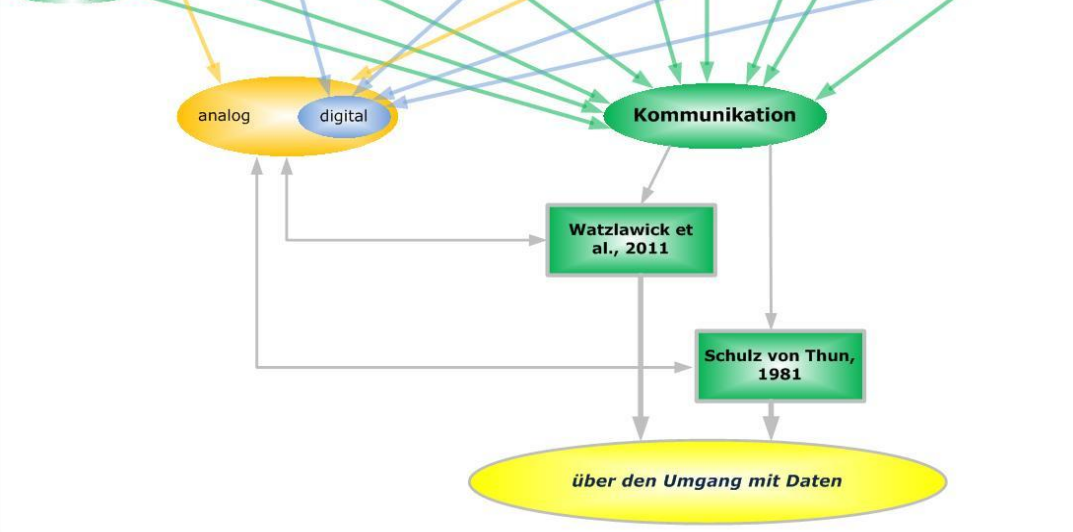 analog
digital
Kommunikation
Watzlawick et
al., 2011
Schulz von Thun,
1981
über den Umgang mit Daten